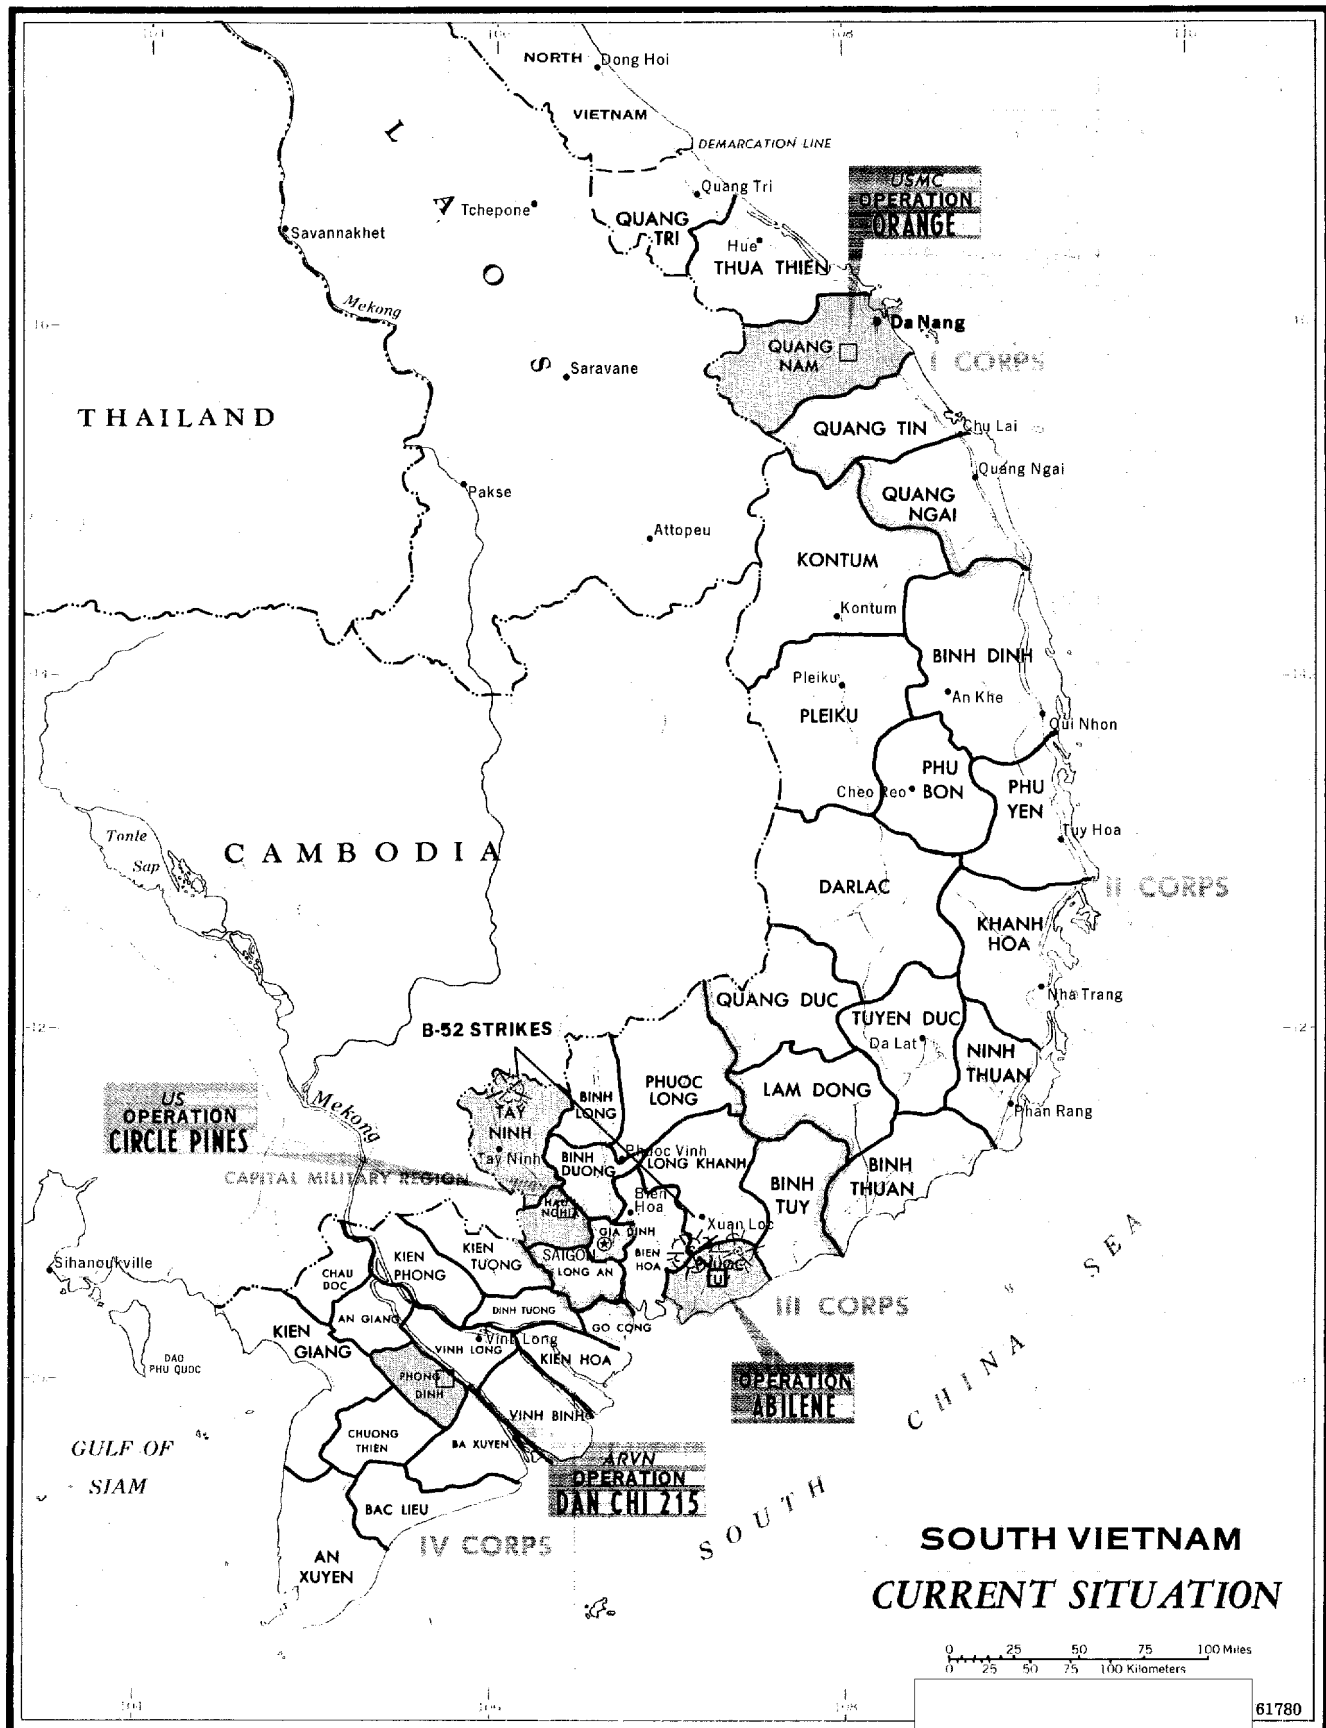 NORTH
Dong Hoi
VIETNAM
DEMARCATION LINE
L
A
O
S
Tchepone
Savannakhet
Quang Tri
QUANG
TRI
Hue
THUA THIEN
USMC
OPERATION
ORANGE
Mekong
16
Da Nang
QUANG
NAM
I CORPS
Saravane
THAILAND
QUANG TIN
Chu Lai
Quang Ngai
Pakse
QUANG
NGAI
Attopeu
KONTUM
Kontum
BINH DINH
Pleiku
An Khe
PLEIKU
Qui Nhon
PHU
BON
Cheo Reo
PHU
YEN
Tuy Hoa
Tonle
Sap
CAMBODIA
DARLAC
II CORPS
KHANH
HOA
Nha Trang
QUANG DUC
TUYEN DUC
Da Lat
12
12
B-52 STRIKES
NINH
THUAN
PHUOC
LONG
LAM DONG
BINH
LONG
Phan Rang
US
OPERATION
CIRCLE PINES
Mekong
TAY
NINH
Tay Ninh
BINH
DUONG
Phuoc Vinh
LONG KHANH
BINH
THUAN
BINH
TUY
CAPITAL MILITARY REGION
HAU
NGHIA
Bien
Hoa
Xuan Loc
GIA DINH
SAIGON
BIEN
HOA
LONG AN
PHUOC
TUY
KIEN
PHONG
KIEN
TUONG
Sihanoukville
CHAU
DOC
AN GIANG
DINH TUONG
GO CONG
III CORPS
KIEN
GIANG
Vinh Long
VINH LONG
KIEN HOA
DAO
PHU QUOC
PHONG
DINH
OPERATION
ABILENE
VINH BINH
CHUONG
THIEN
BA XUYEN
GULF OF
SIAM
ARVN
OPERATION
DAN CHI 215
BAC LIEU
IV CORPS
AN
XUYEN
SOUTH CHINA SEA
SOUTH VIETNAM
CURRENT SITUATION
0 25 50 75 100 Miles
0 25 50 75 100 Kilometers
61780